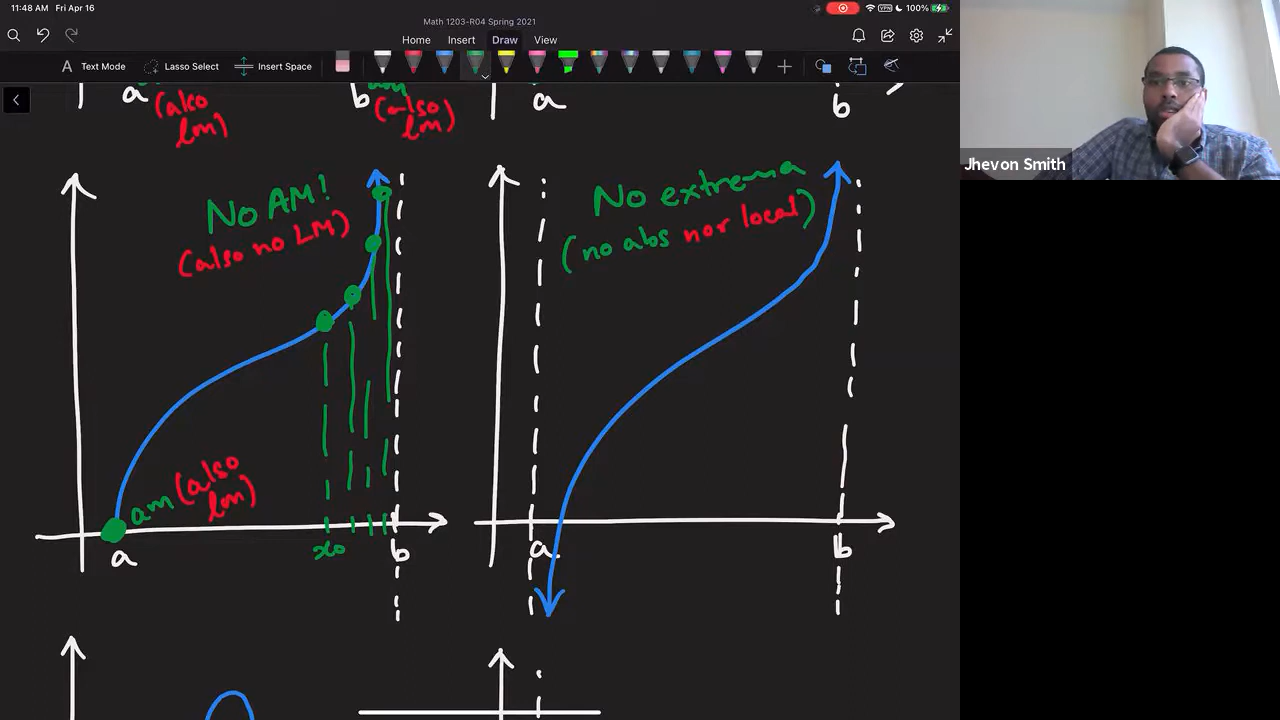 11:48 AM Fri Apr 16
100%
VPN
Math 1203-R04 Spring 2021
Home Insert Draw View
A Text Mode
Lasso Select
Insert Space
a
(also
lm)
b
am
(also
lm)
a
b
No AM!
(also no LM)
am (also
lm)
a
x0
b
No extrema
(no abs nor local)
a
b
Jhevon Smith